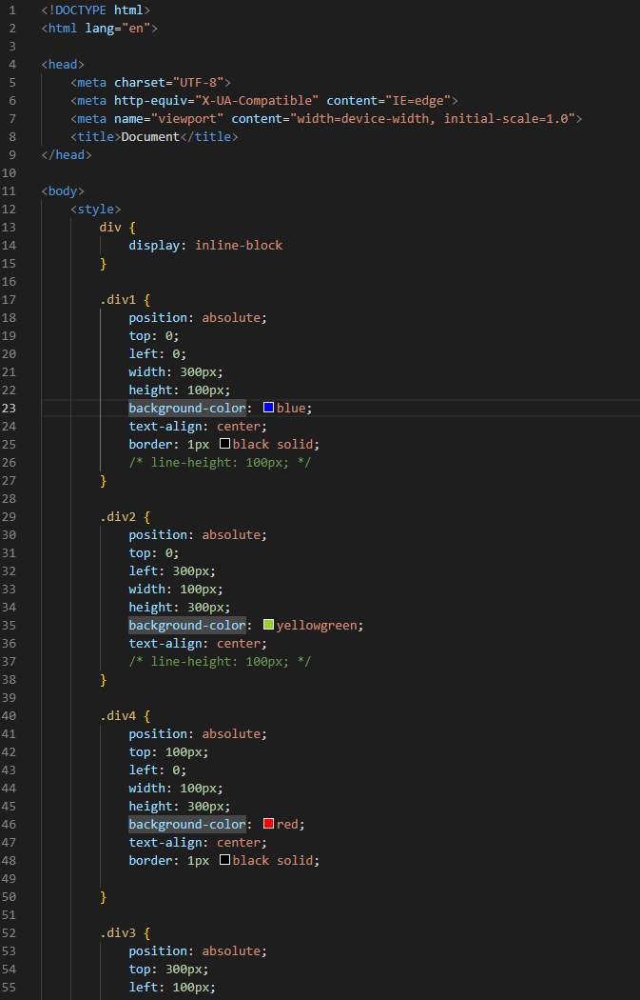 1 <!DOCTYPE html>
2 <html lang="en">
3
4 <head>
5     <meta charset="UTF-8">
6     <meta http-equiv="X-UA-Compatible" content="IE=edge">
7     <meta name="viewport" content="width=device-width, initial-scale=1.0">
8     <title>Document</title>
9 </head>
10
11 <body>
12     <style>
13         div {
14             display: inline-block
15         }
16
17         .div1 {
18             position: absolute;
19             top: 0;
20             left: 0;
21             width: 300px;
22             height: 100px;
23             background-color: blue;
24             text-align: center;
25             border: 1px black solid;
26             /* line-height: 100px; */
27         }
28
29         .div2 {
30             position: absolute;
31             top: 0;
32             left: 300px;
33             width: 100px;
34             height: 300px;
35             background-color: yellowgreen;
36             text-align: center;
37             /* line-height: 100px; */
38         }
39
40         .div4 {
41             position: absolute;
42             top: 100px;
43             left: 0;
44             width: 100px;
45             height: 300px;
46             background-color: red;
47             text-align: center;
48             border: 1px black solid;
49
50         }
51
52         .div3 {
53             position: absolute;
54             top: 300px;
55             left: 100px;